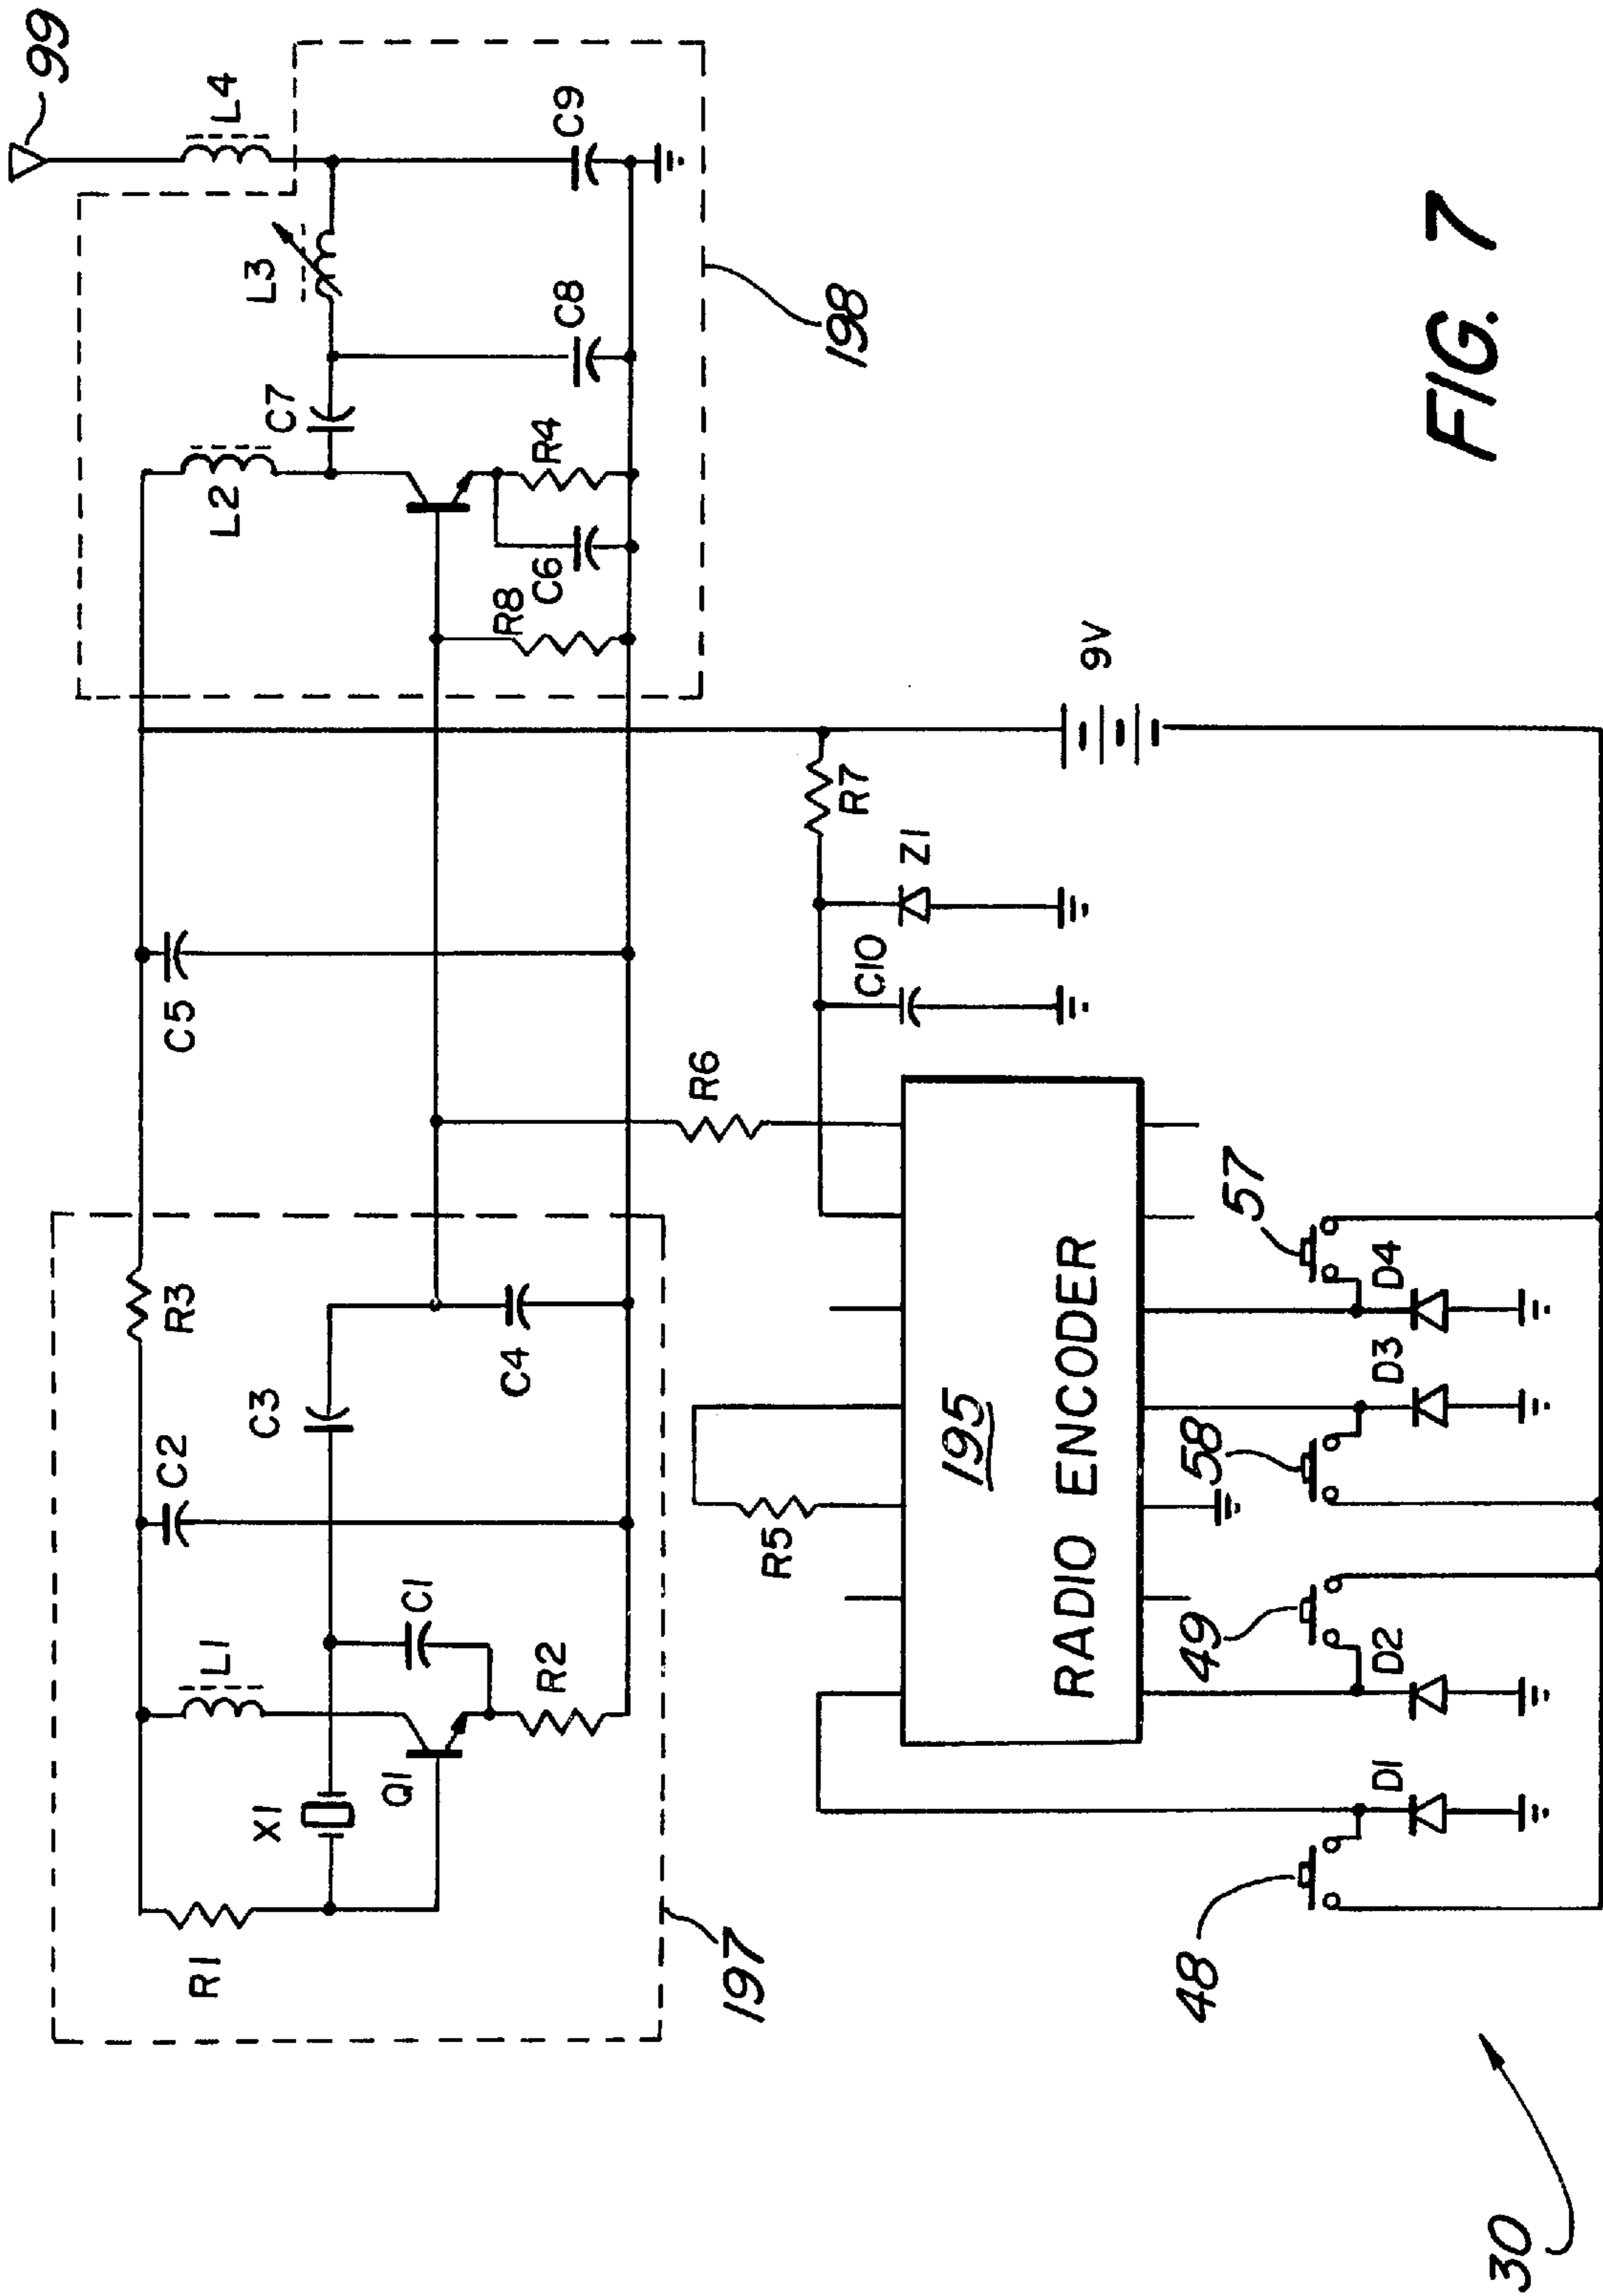 99
L4
L3
C9
C8
C7
L2
R4
C6
R8
198
C5
R3
C3
C4
C2
L1
C1
X1
Q1
R2
R1
197
R6
R7
9V
Z1
C10
R5
195
RADIO ENCODER
57
D4
D3
58
49
D2
D1
48
30
FIG. 7